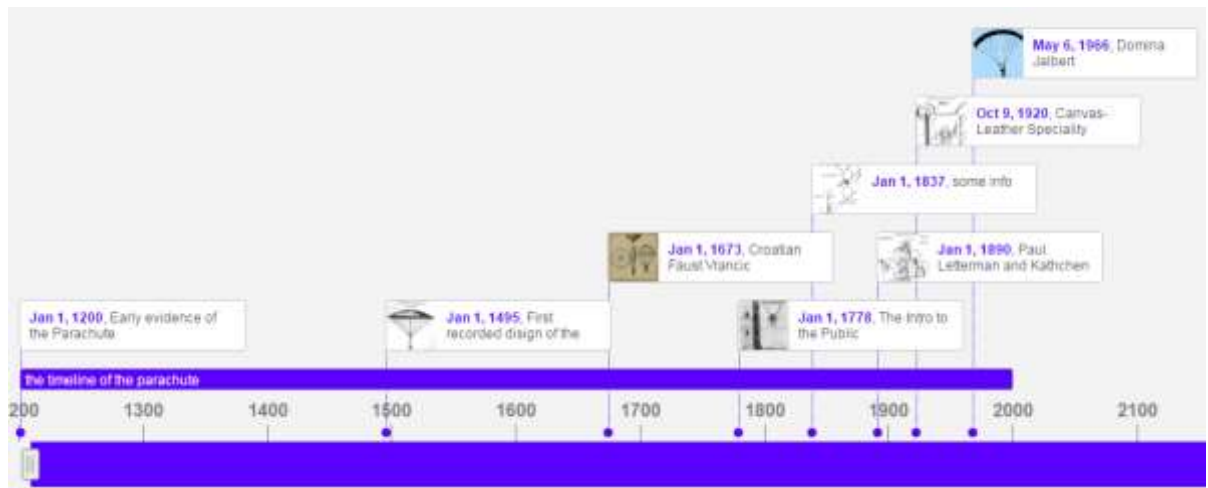 May 6, 1966, Domina
Jalbert
Oct 9, 1920, Canvas-
Leather Speciality
Jan 1, 1837, some info
Jan 1, 1673, Croatian
Faust Vrancic
Jan 1, 1890, Paul
Letterman and Kathchen
Jan 1, 1200, Early evidence of
the Parachute
Jan 1, 1495, First
recorded disign of the
Jan 1, 1778, The Intro to
the Public
the timeline of the parachute
200 1300 1400 1500 1600 1700 1800 1900 2000 2100